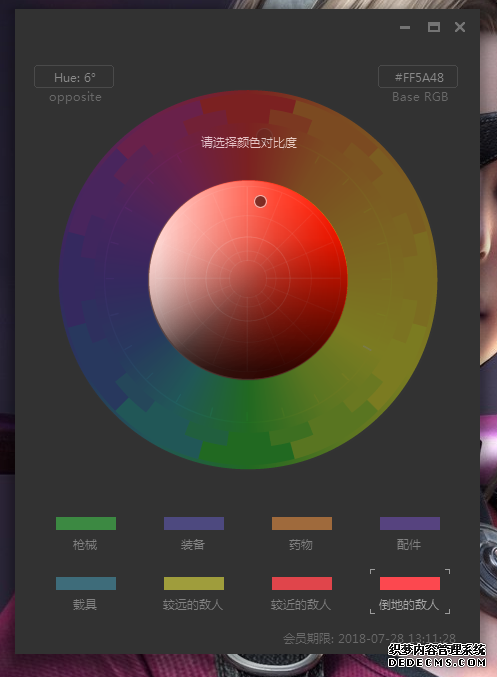 Hue: 6°
#FF5A48
opposite
Base RGB
请选择颜色对比度
枪械
装备
药物
配件
载具
较远的敌人
较近的敌人
倒地的敌人
会员期限: 2018-07-28 13:11:28
织梦内容管理系统
DEDECMS.COM